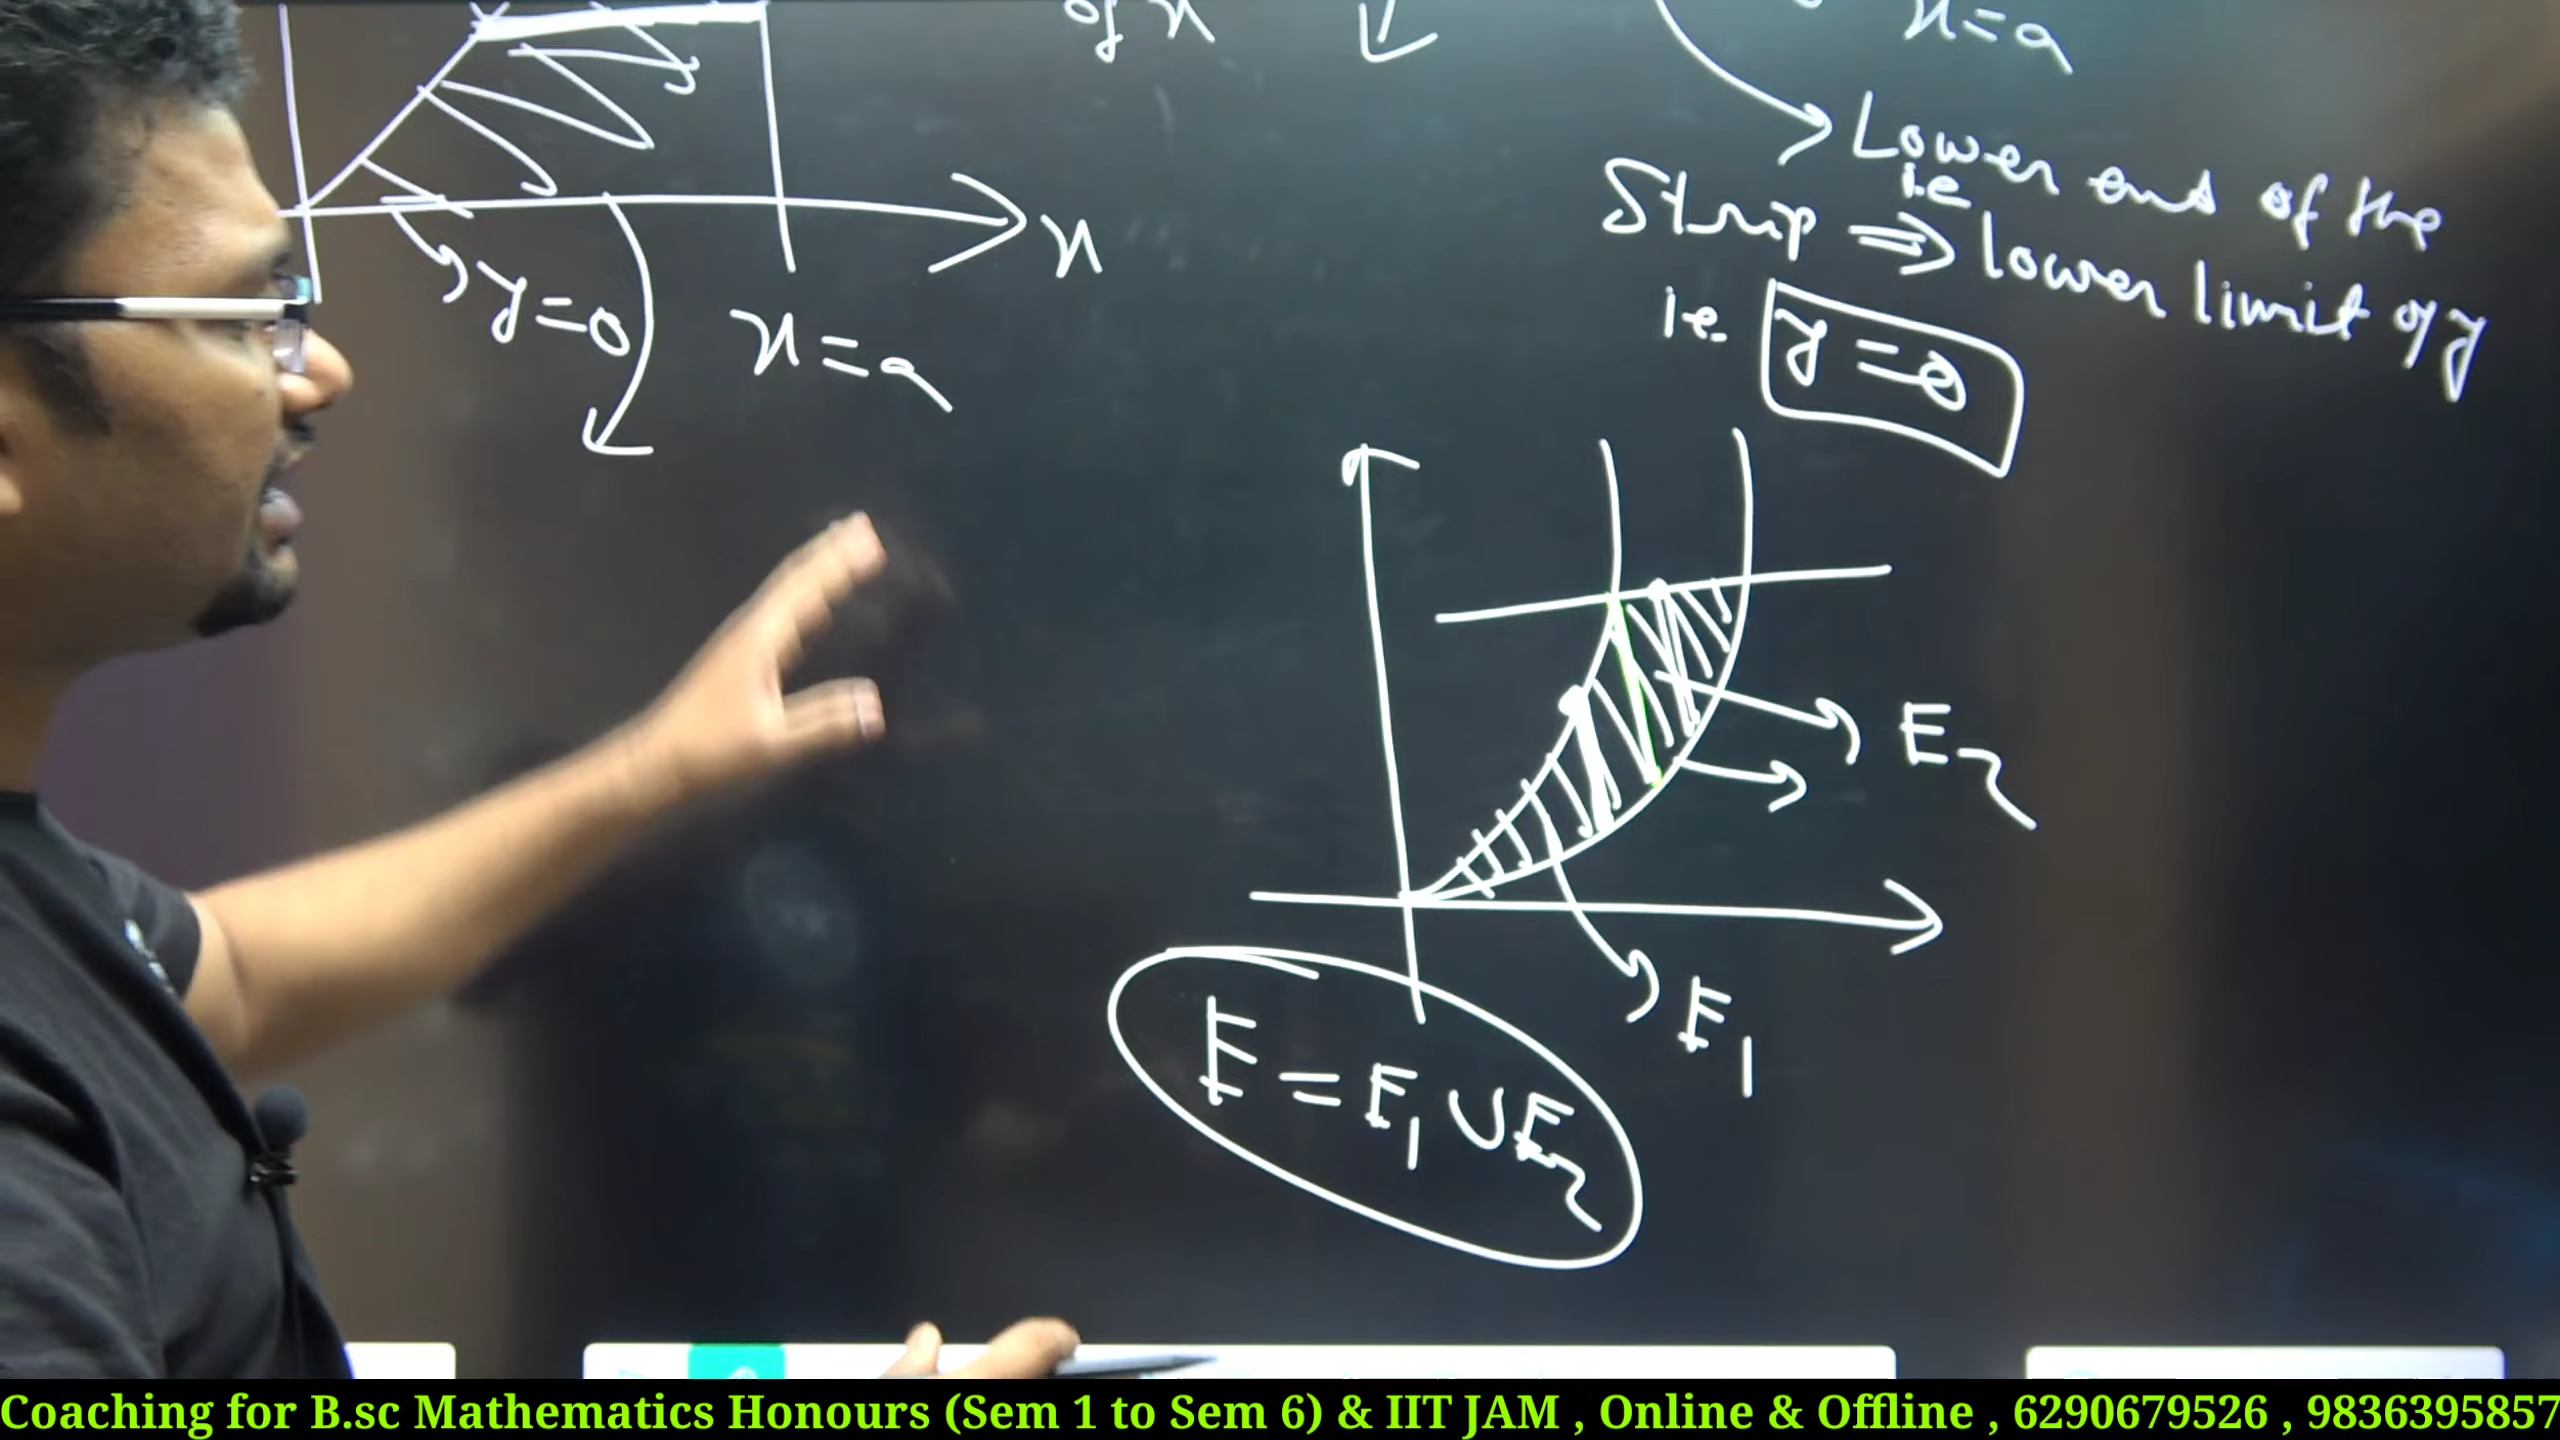 of x
x = a
Lower end of the
i.e
Strip ⇒ lower limit of y
i.e. y = 0
x
y = 0
x = a
E2
E1
E = E1 ∪ E2
Coaching for B.sc Mathematics Honours (Sem 1 to Sem 6) & IIT JAM , Online & Offline , 6290679526 , 9836395857